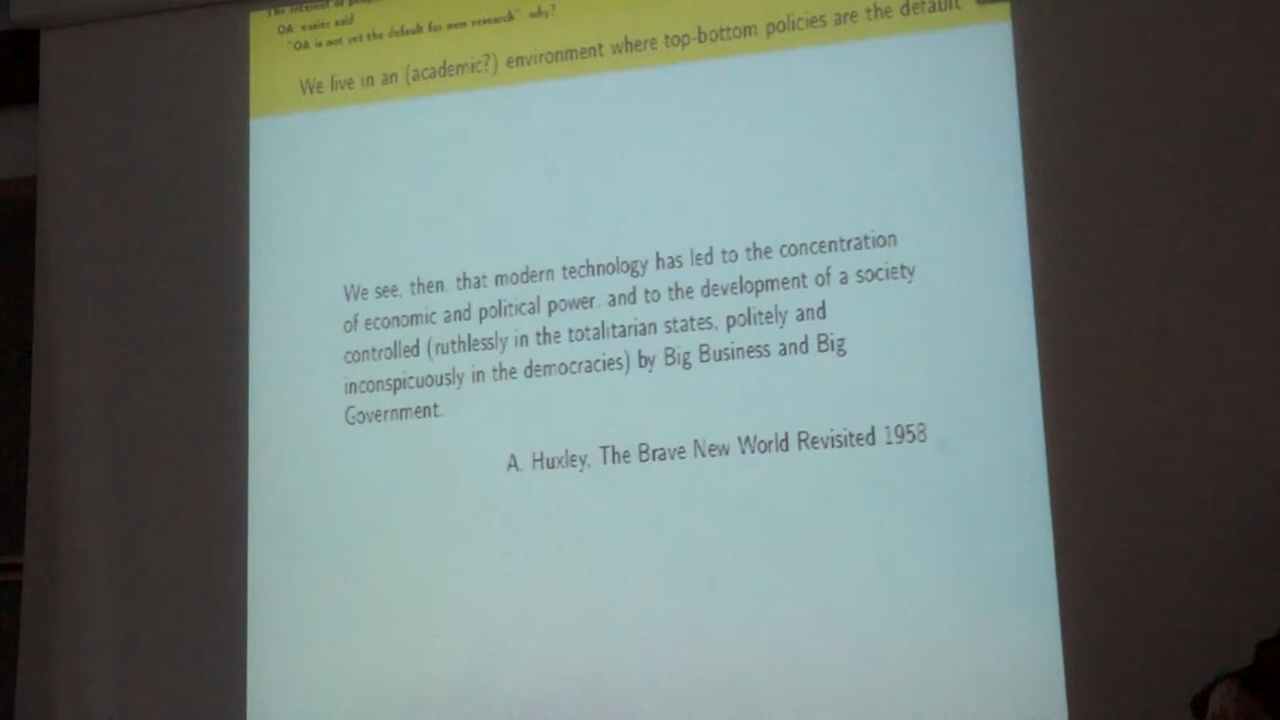 The internet of
OA: easier said
"OA is not yet the default for new research": why?
We live in an (academic?) environment where top-bottom policies are the default
We see, then, that modern technology has led to the concentration
of economic and political power, and to the development of a society
controlled (ruthlessly in the totalitarian states, politely and
inconspicuously in the democracies) by Big Business and Big
Government.
A. Huxley, The Brave New World Revisited 1958